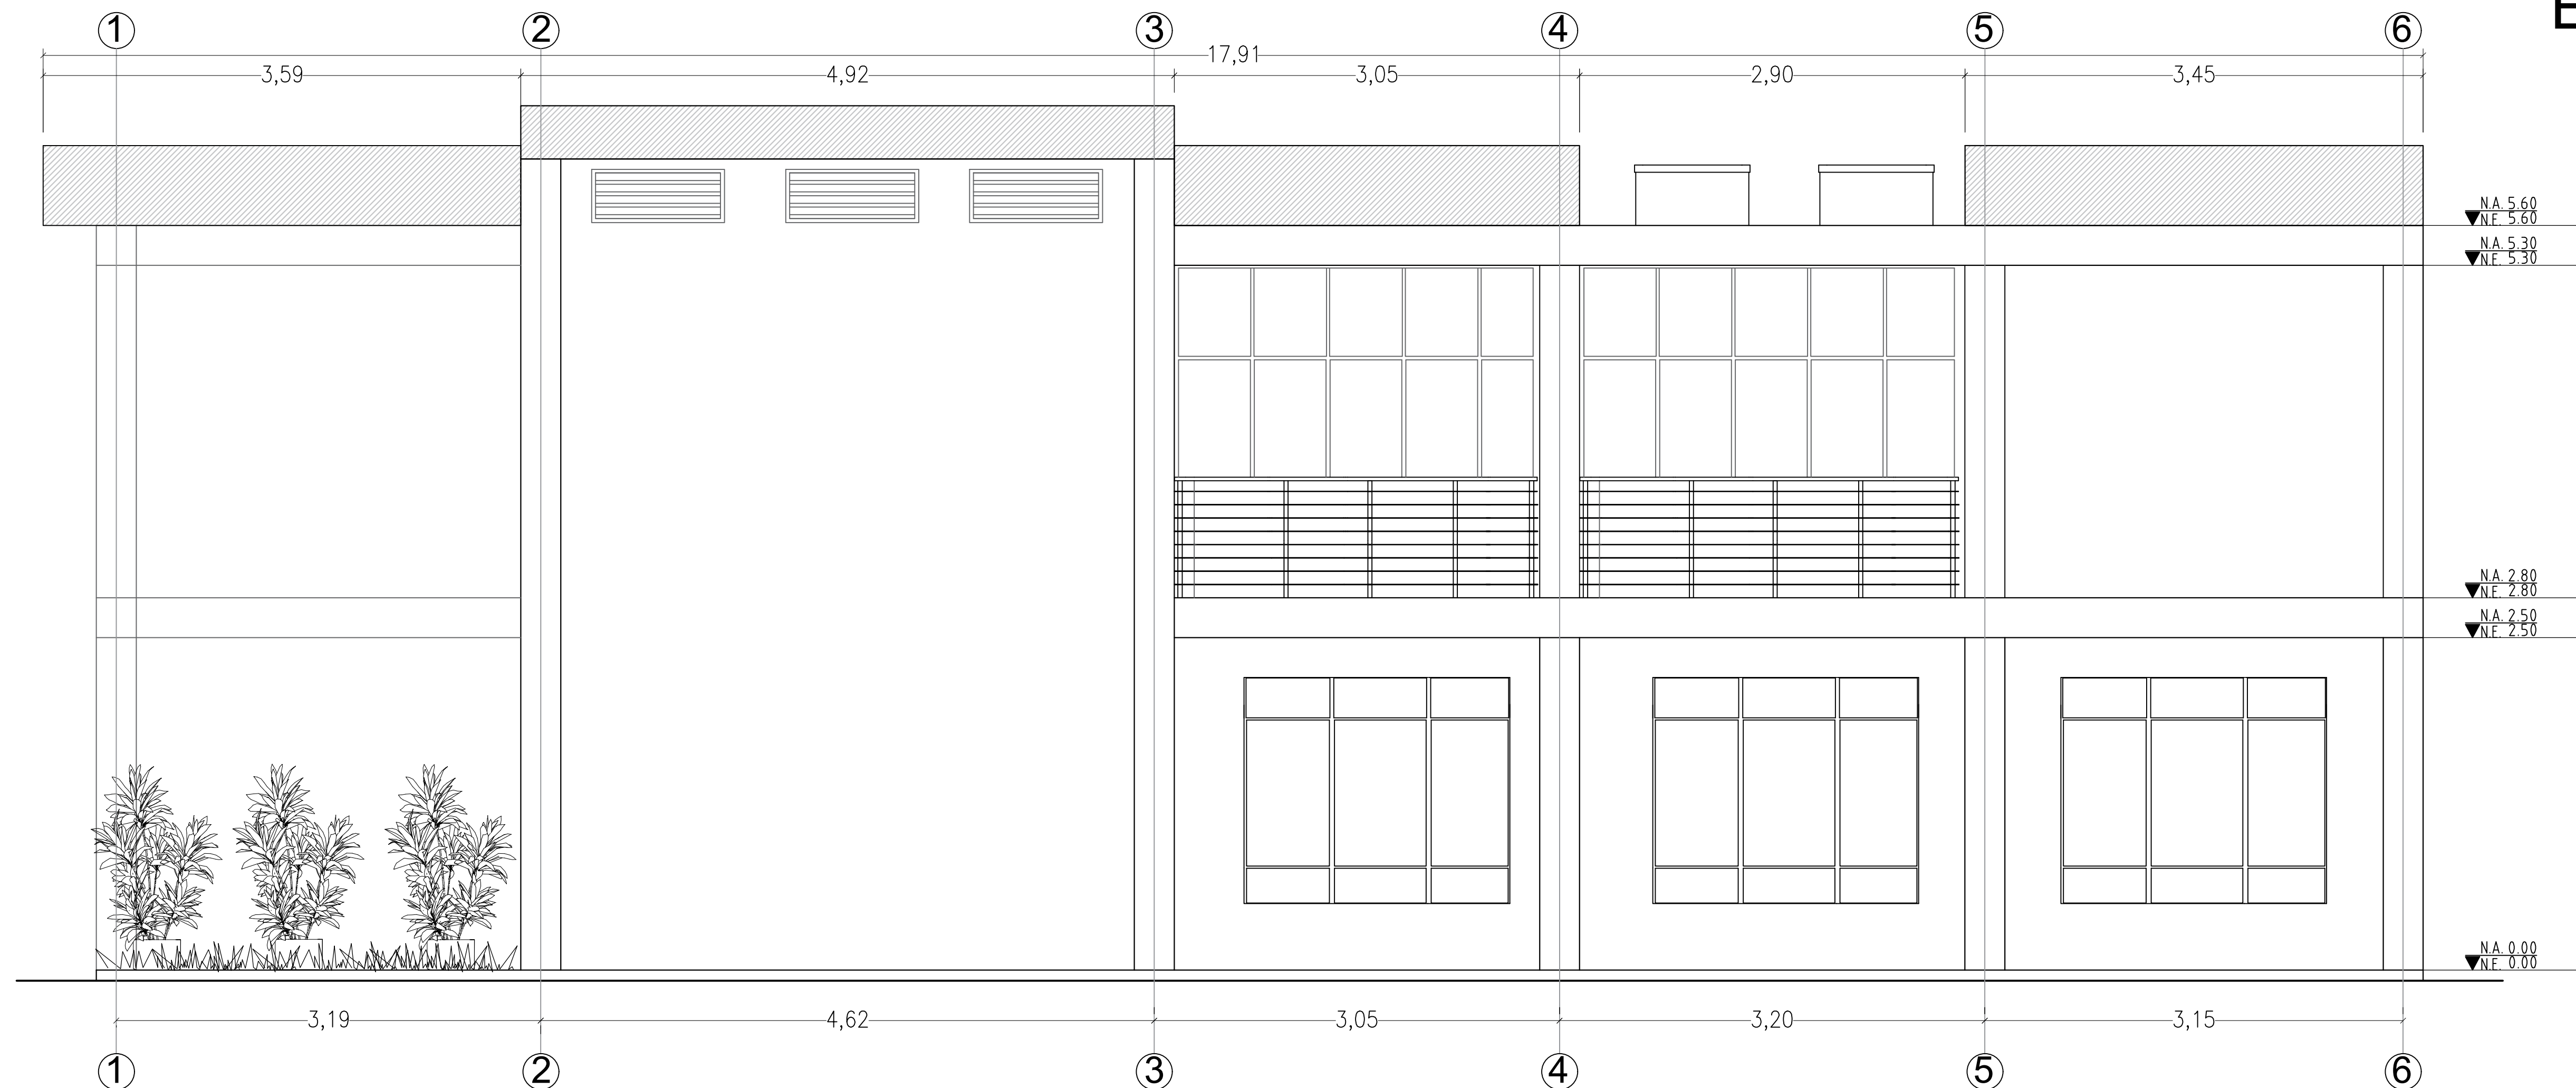 1 2 3 4 5 6
17,91
3,59 4,92 3,05 2,90 3,45
N.A. 5.60
N.E. 5.60
N.A. 5.30
N.E. 5.30
N.A. 2.80
N.E. 2.80
N.A. 2.50
N.E. 2.50
N.A. 0.00
N.E. 0.00
3,19 4,62 3,05 3,20 3,15
1 2 3 4 5 6